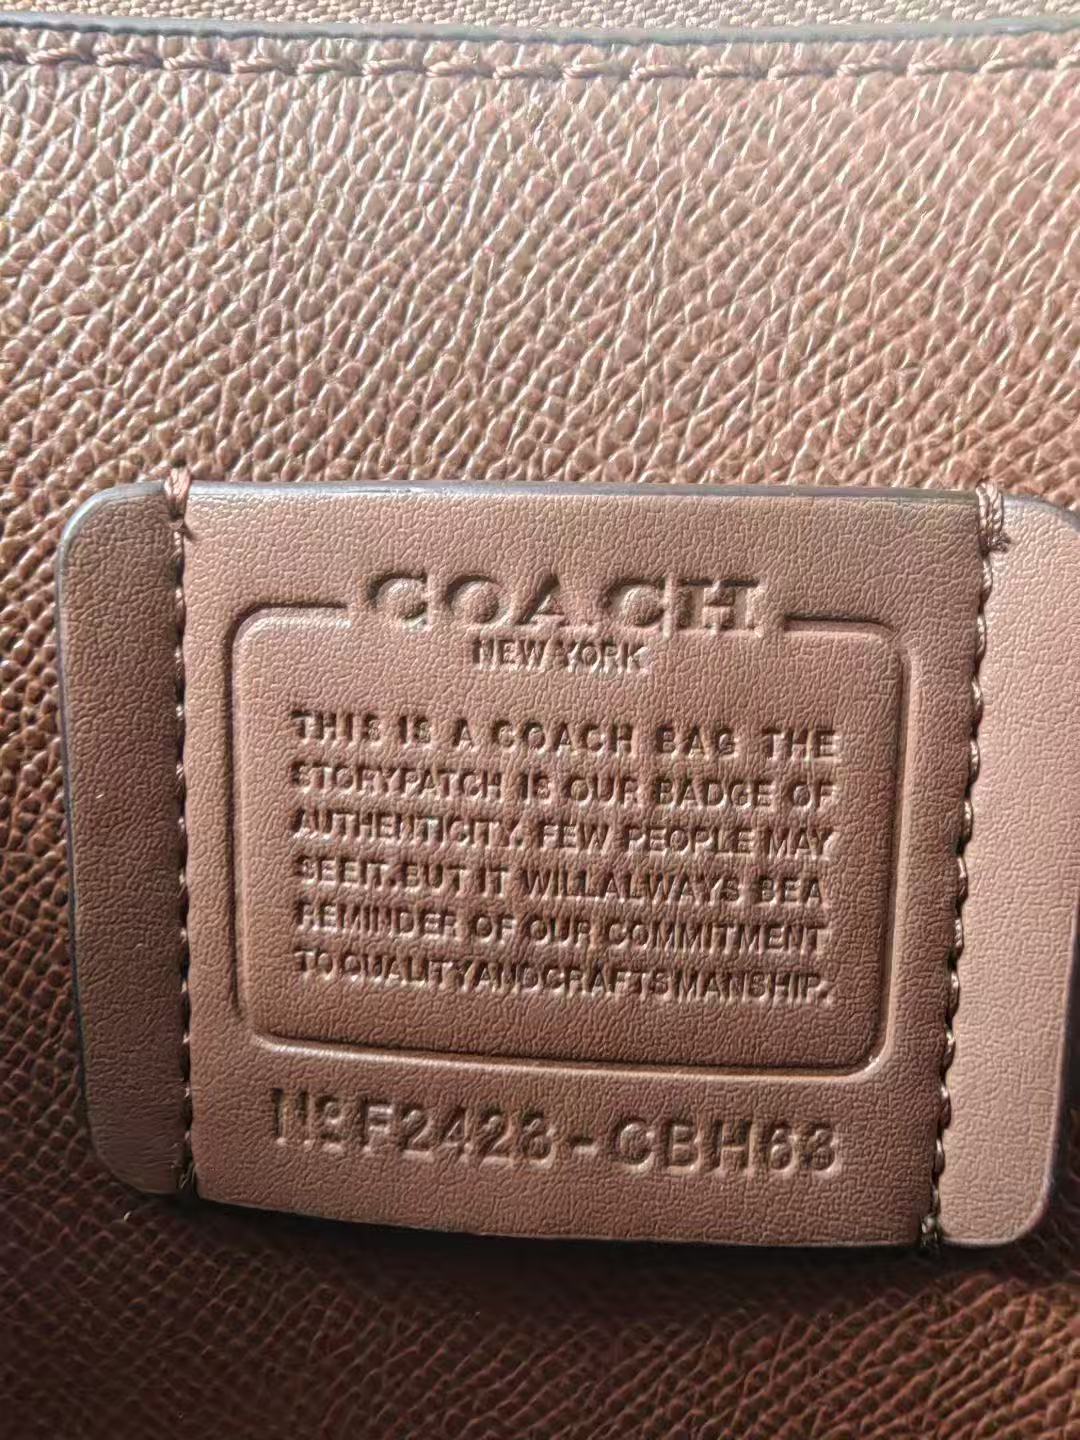 COACH
NEW YORK
THIS IS A COACH BAG THE
STORYPATCH IS OUR BADGE OF
AUTHENTICITY. FEW PEOPLE MAY
SEEIT.BUT IT WILLALWAYS BEA
REMINDER OF OUR COMMITMENT
TOQUALITYANDCRAFTSMANSHIP.
H9F2423-CBH63